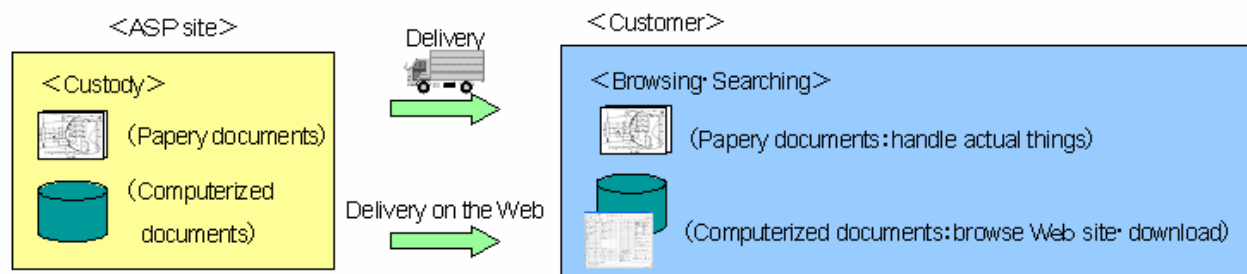 <ASP site>
Delivery
<Customer>
<Custody>
(Papery documents)
(Computerized
documents)
Delivery on the Web
<Browsing· Searching>
(Papery documents:handle actual things)
(Computerized documents:browse Web site· download)